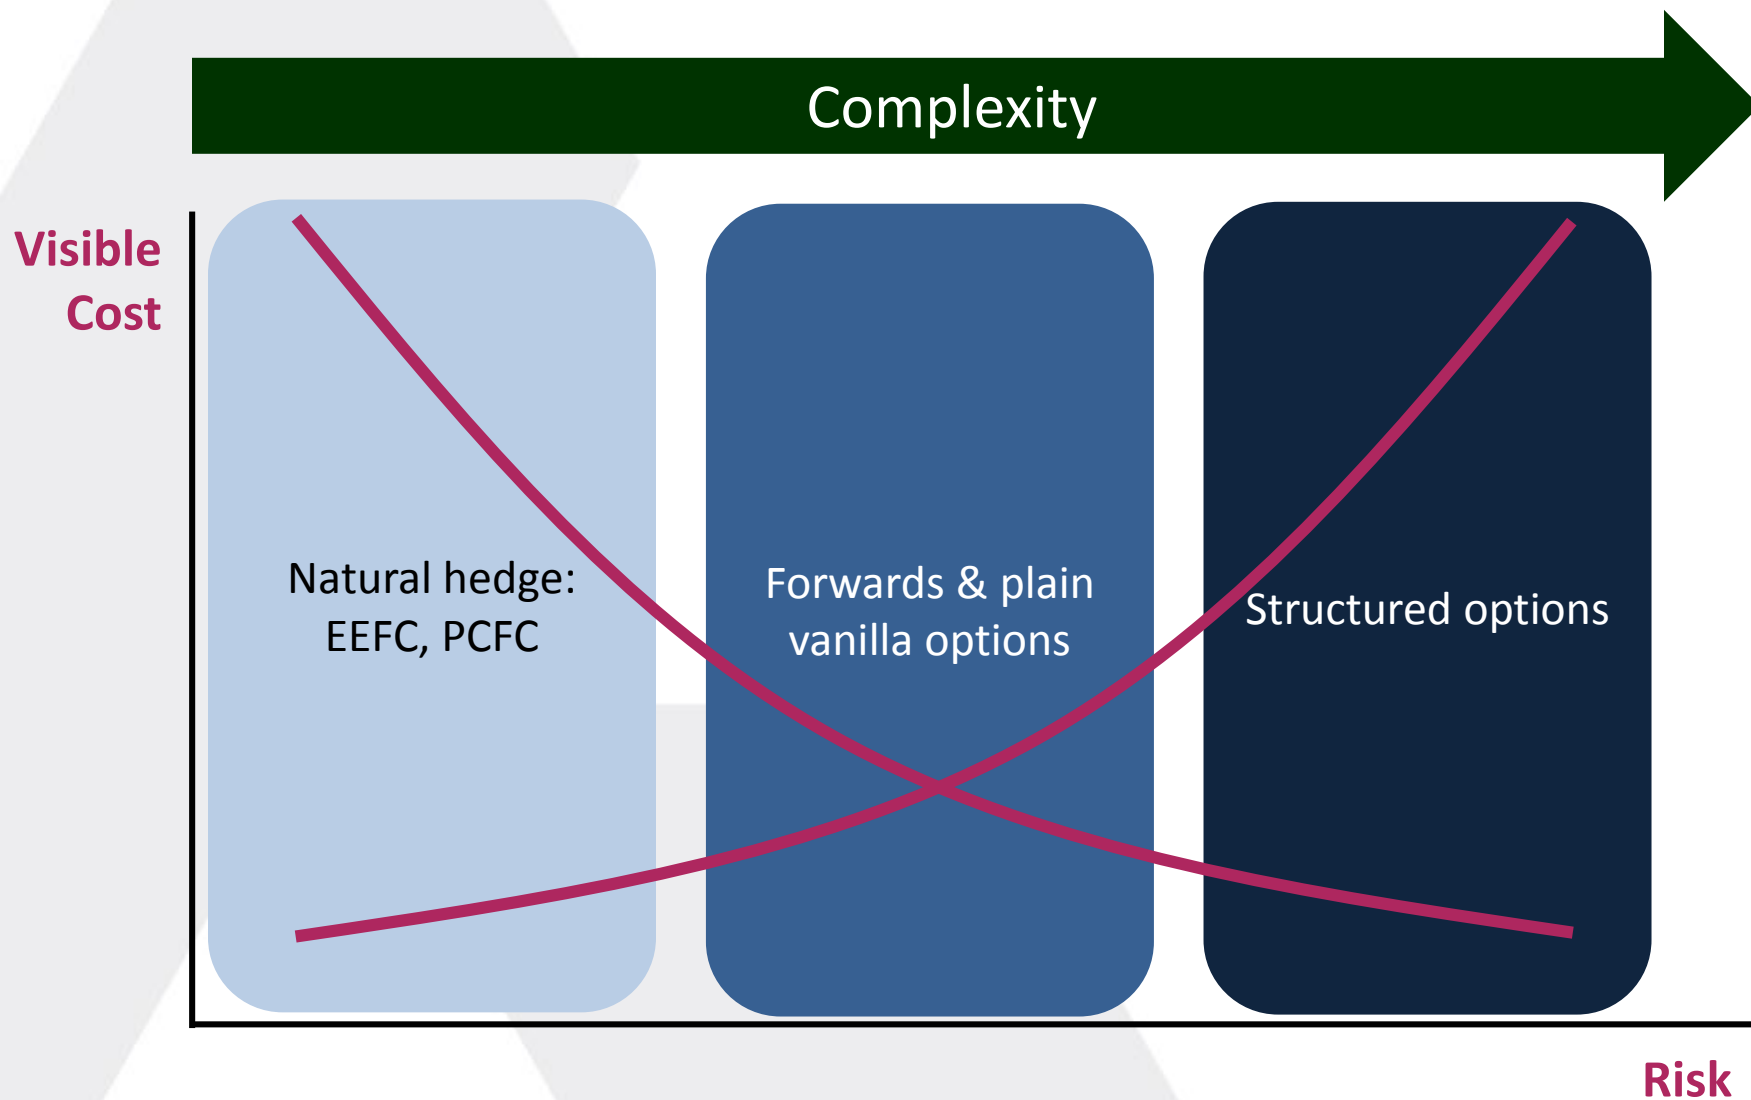 Complexity
Visible
Cost
Natural hedge:
EEFC, PCFC
Forwards & plain
vanilla options
Structured options
Risk